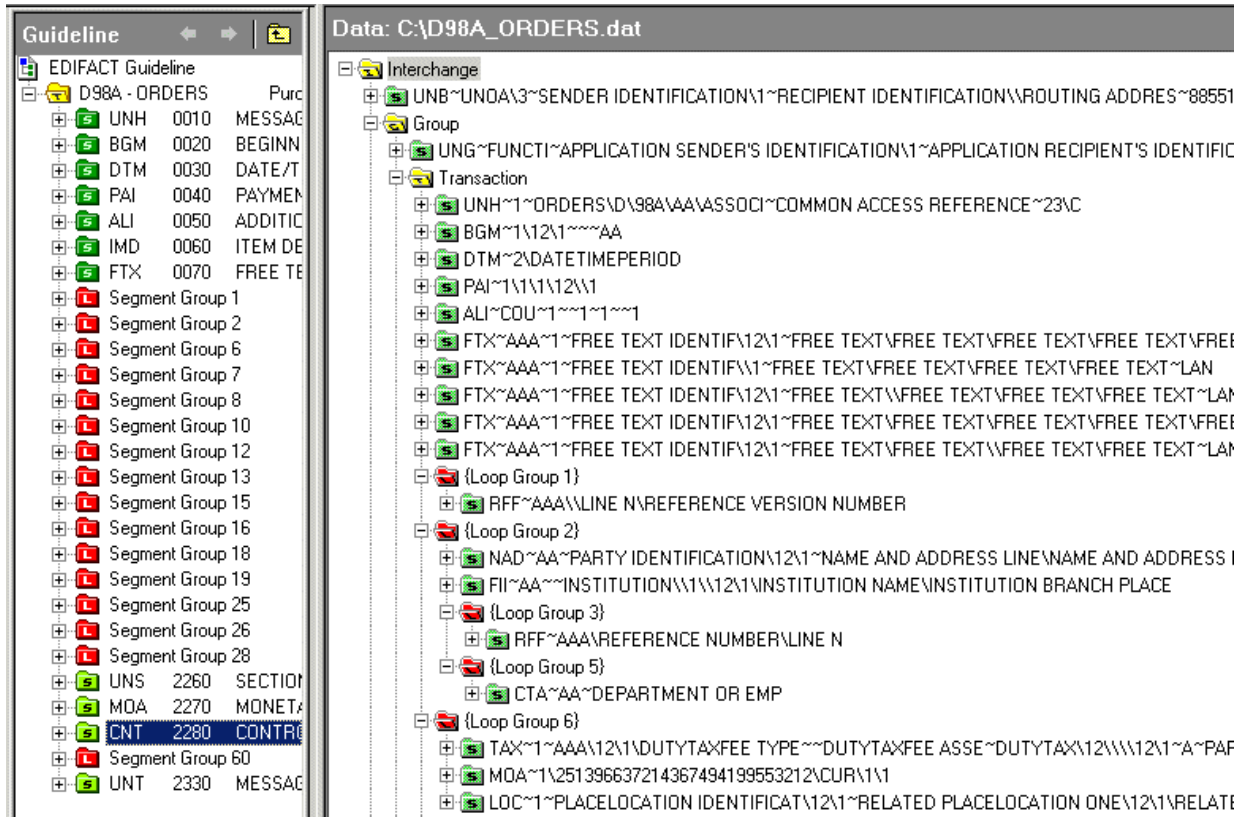 Guideline
EDIFACT Guideline
D98A - ORDERS Purc
UNH 0010 MESSAG
BGM 0020 BEGINN
DTM 0030 DATE/T
PAI 0040 PAYMEN
ALI 0050 ADDITIO
IMD 0060 ITEM DE
FTX 0070 FREE TE
Segment Group 1
Segment Group 2
Segment Group 6
Segment Group 7
Segment Group 8
Segment Group 10
Segment Group 12
Segment Group 13
Segment Group 15
Segment Group 16
Segment Group 18
Segment Group 19
Segment Group 25
Segment Group 26
Segment Group 28
UNS 2260 SECTION
MOA 2270 MONETA
CNT 2280 CONTRO
Segment Group 60
UNT 2330 MESSAG
Data: C:\D98A_ORDERS.dat
Interchange
UNB~UNOA\3~SENDER IDENTIFICATION\1~RECIPIENT IDENTIFICATION\\ROUTING ADDRES~88551
Group
UNG~FUNCTI~APPLICATION SENDER'S IDENTIFICATION\1~APPLICATION RECIPIENT'S IDENTIFIC
Transaction
UNH~1~ORDERS\D\98A\AA\ASSOCI~COMMON ACCESS REFERENCE~23\C
BGM~1\12\1~~~AA
DTM~2\DATETIMEPERIOD
PAI~1\1\1\12\\1
ALI~COU~1~~1~1~~1
FTX~AAA~1~FREE TEXT IDENTIF\12\1~FREE TEXT\FREE TEXT\FREE TEXT\FREE TEXT\FREE
FTX~AAA~1~FREE TEXT IDENTIF\\1~FREE TEXT\FREE TEXT\FREE TEXT\FREE TEXT~LAN
FTX~AAA~1~FREE TEXT IDENTIF\12\1~FREE TEXT\\FREE TEXT\FREE TEXT\FREE TEXT~LAN
FTX~AAA~1~FREE TEXT IDENTIF\12\1~FREE TEXT\FREE TEXT\FREE TEXT\FREE TEXT\FREE
FTX~AAA~1~FREE TEXT IDENTIF\12\1~FREE TEXT\FREE TEXT\\FREE TEXT\FREE TEXT~LAN
{Loop Group 1}
RFF~AAA\\LINE N\REFERENCE VERSION NUMBER
{Loop Group 2}
NAD~AA~PARTY IDENTIFICATION\12\1~NAME AND ADDRESS LINE\NAME AND ADDRESS
FII~AA~~INSTITUTION\\1\\12\1\INSTITUTION NAME\INSTITUTION BRANCH PLACE
{Loop Group 3}
RFF~AAA\REFERENCE NUMBER\LINE N
{Loop Group 5}
CTA~AA~DEPARTMENT OR EMP
{Loop Group 6}
TAX~1~AAA\12\1\DUTYTAXFEE TYPE~~DUTYTAXFEE ASSE~DUTYTAX\12\\\\12\1~A~PAR
MOA~1\2513966372143674941995532​12\CUR\1\1
LOC~1~PLACELOCATION IDENTIFICAT\12\1~RELATED PLACELOCATION ONE\12\1\RELATE